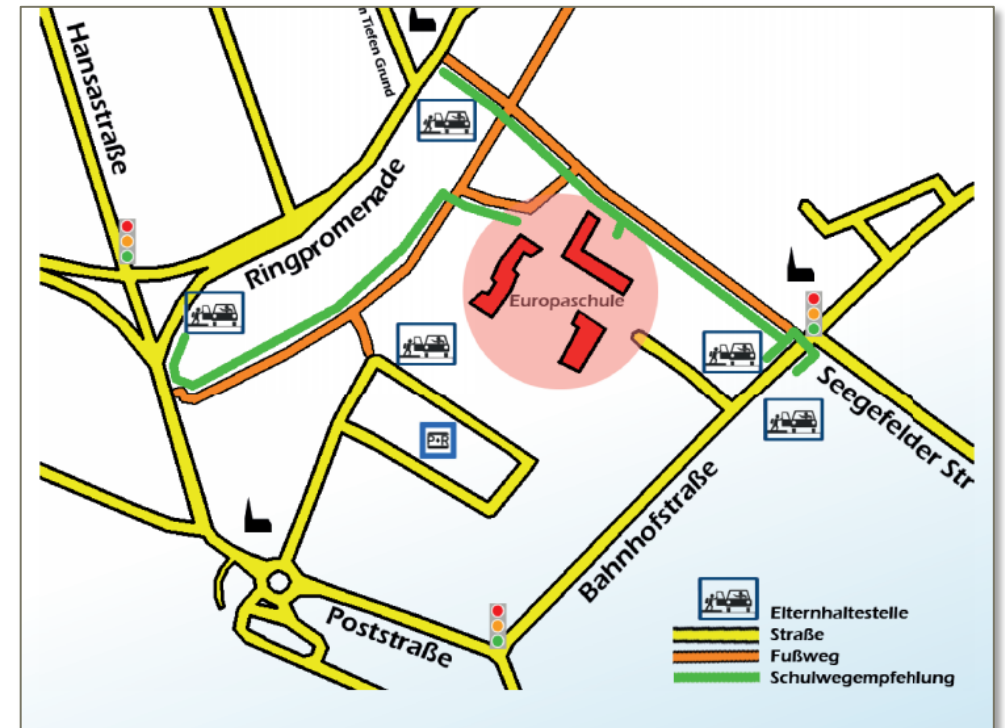 Hansastraße
Tiefen Grund
Ringpromenade
Europaschule
P+R
Seegefelder Str
Bahnhofstraße
Poststraße
Elternhaltestelle
Straße
Fußweg
Schulwegempfehlung